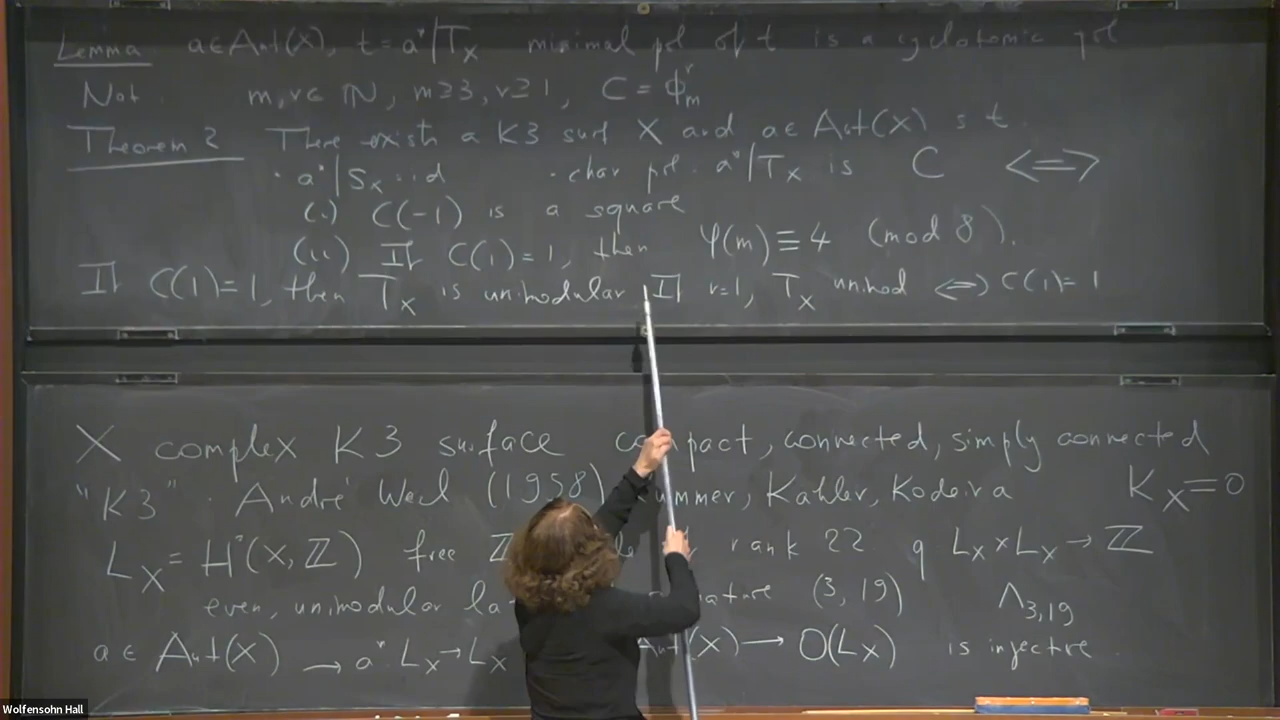 Lemma a∈Aut(X), t = a*|T_X minimal pol of t is a cyclotomic pol
Not. m, r ∈ ℕ, m≥3, r≥1, C = Φ_m^r
Theorem 2 There exists a K3 surf X and a∈Aut(X) s t.
· a*|S_X = id · char pol. a*|T_X is C ⟺
(i) C(-1) is a square
(ii) If C(1)=1, then φ(m) ≡ 4 (mod 8).
If C(1)=1, then T_X is unimodular If r=1, T_X unimod ⟺ C(1)=1
X complex K3 surface compact, connected, simply connected
"K3" · André Weil (1958) Kummer, Kähler, Kodaira K_X=0
L_X = H²(X, ℤ) free rank 22 q L_X × L_X → ℤ
even, unimodular (3, 19) Λ_{3,19}
a ∈ Aut(X) → a* L_X → L_X Aut(X) → O(L_X) is injective.
Wolfensohn Hall